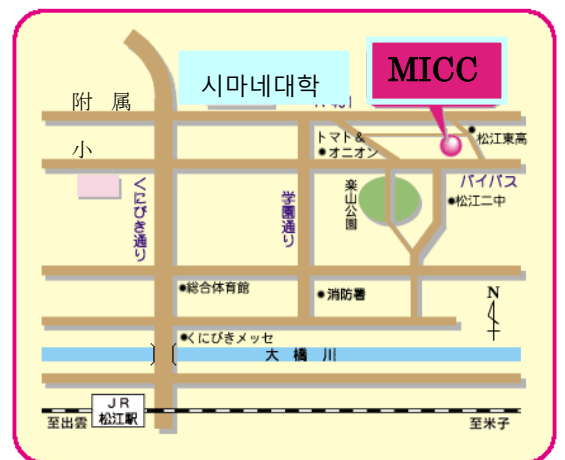 시마네대학
MICC
R431
附 属
小
トマト&
オニオン
松江東高
バイパス
くにびき通り
学園通り
楽山公園
松江二中
総合体育館
消防署
N
くにびきメッセ
大 橋 川
JR
松江駅
至出雲
至米子